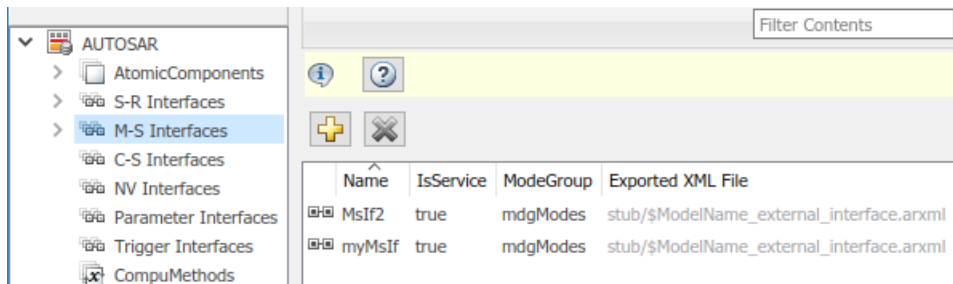 Filter Contents
AUTOSAR
AtomicComponents
S-R Interfaces
M-S Interfaces
C-S Interfaces
NV Interfaces
Parameter Interfaces
Trigger Interfaces
CompuMethods
Name IsService ModeGroup Exported XML File
MsIf2 true mdgModes stub/$ModelName_external_interface.arxml
myMsIf true mdgModes stub/$ModelName_external_interface.arxml